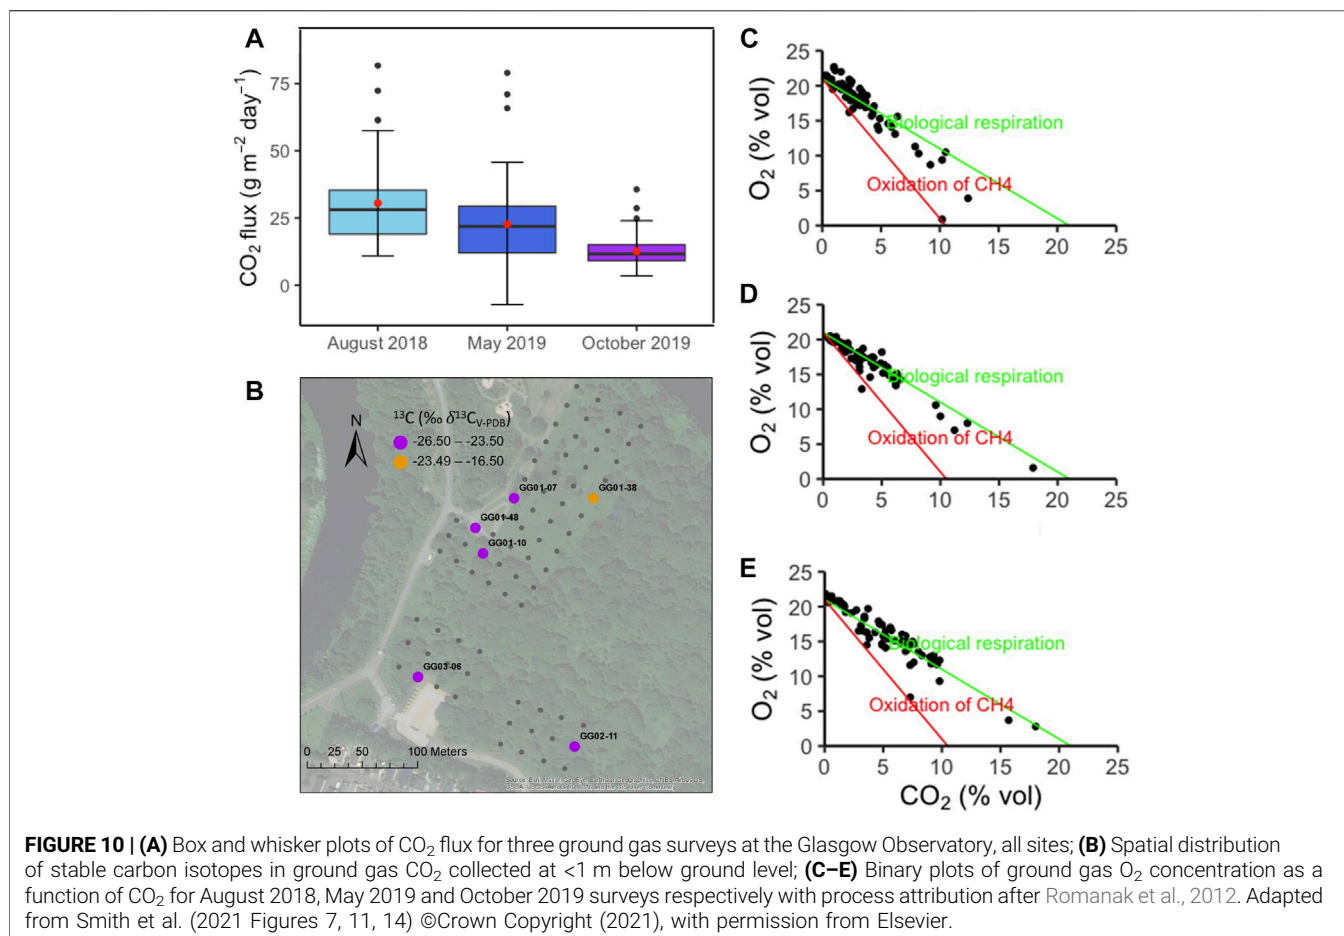 A
CO₂ flux (g m⁻² day⁻¹)
75
50
25
0
August 2018
May 2019
October 2019
B
N
¹³C (‰ δ¹³C V-PDB)
-26.50 – -23.50
-23.49 – -16.50
GG01-07
GG01-38
GG01-48
GG01-10
GG03-06
GG02-11
0 25 50 100 Meters
C
O₂ (% vol)
25
20
15
10
5
0
Biological respiration
Oxidation of CH4
0 5 10 15 20 25
D
O₂ (% vol)
25
20
15
10
5
0
Biological respiration
Oxidation of CH4
0 5 10 15 20 25
E
O₂ (% vol)
25
20
15
10
5
0
Biological respiration
Oxidation of CH4
0 5 10 15 20 25
CO₂ (% vol)
FIGURE 10 | (A) Box and whisker plots of CO₂ flux for three ground gas surveys at the Glasgow Observatory, all sites; (B) Spatial distribution
of stable carbon isotopes in ground gas CO₂ collected at <1 m below ground level; (C–E) Binary plots of ground gas O₂ concentration as a
function of CO₂ for August 2018, May 2019 and October 2019 surveys respectively with process attribution after Romanak et al., 2012. Adapted
from Smith et al. (2021 Figures 7, 11, 14) ©Crown Copyright (2021), with permission from Elsevier.